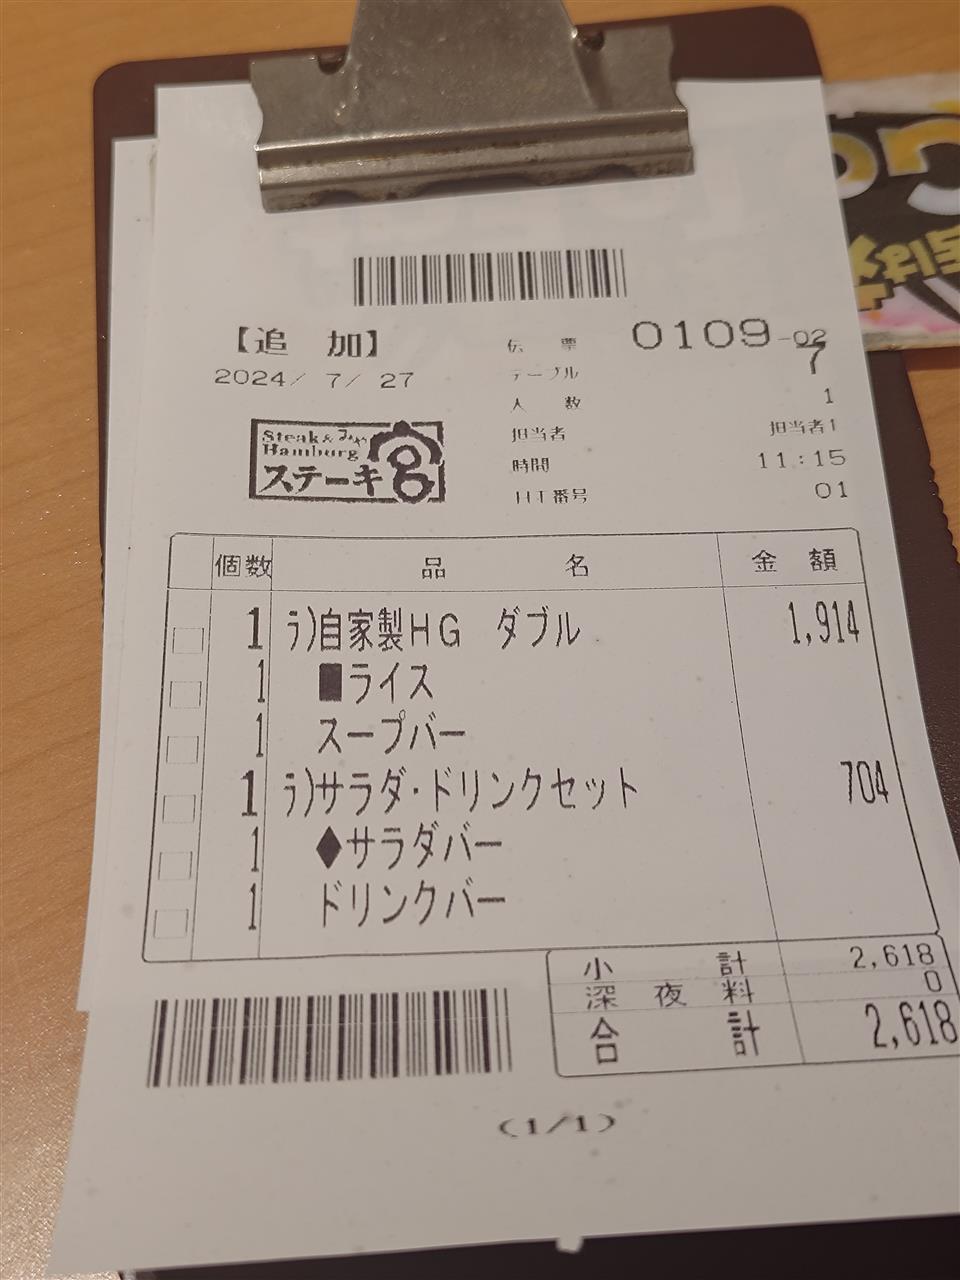 【追 加】
2024/ 7/ 27
伝 票 0109-02
テーブル 7
人 数 1
担当者 担当者1
時間 11:15
HT番号 01
Steak & みや
Hamburg
ステーキ宮
個数 品 名 金 額
1 ラ)自家製HG ダブル 1,914
1 ■ライス
1 スープバー
1 ラ)サラダ・ドリンクセット 704
1 ◆サラダバー
1 ドリンクバー
小 計 2,618
深 夜 料 0
合 計 2,618
(1/1)